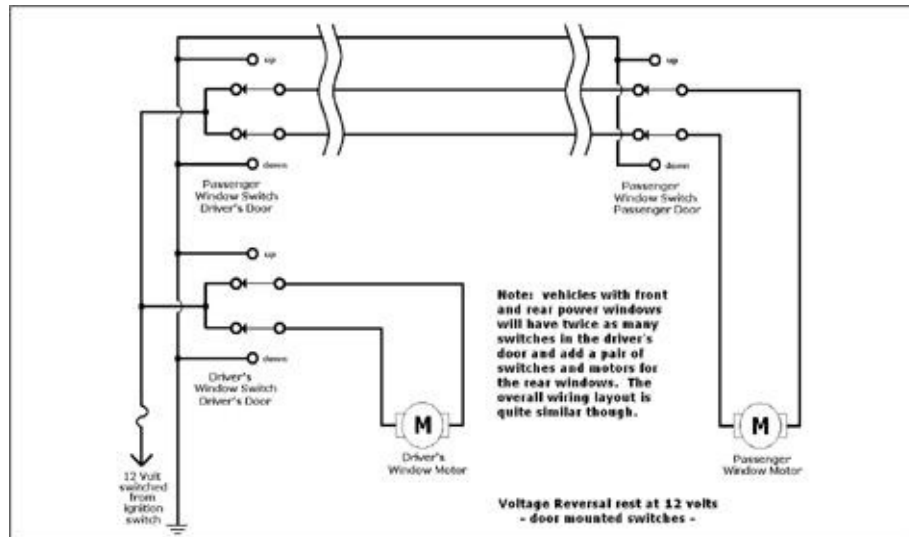 up
up
down
down
Passenger
Window Switch
Driver's Door
Passenger
Window Switch
Passenger Door
up
down
Driver's
Window Switch
Driver's Door
Note: vehicles with front
and rear power windows
will have twice as many
switches in the driver's
door and add a pair of
switches and motors for
the rear windows. The
overall wiring layout is
quite similar though.
M
Driver's
Window Motor
M
Passenger
Window Motor
12 Volt
switched
from
ignition
switch
Voltage Reversal rest at 12 volts
- door mounted switches -